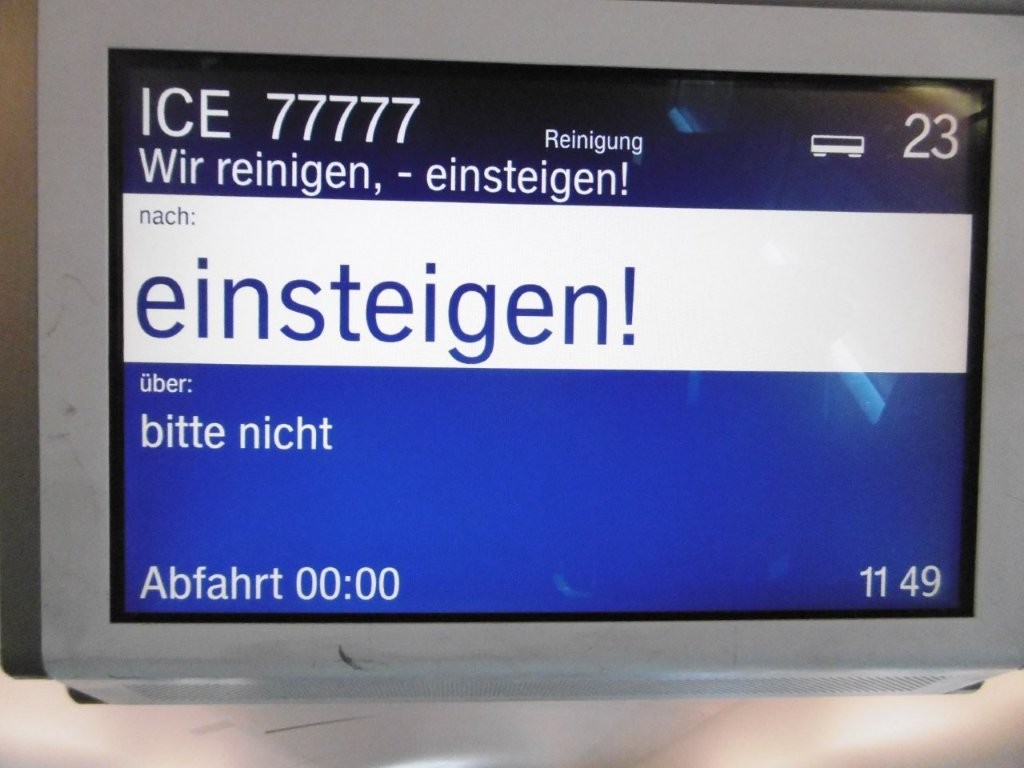 ICE 77777
Reinigung
23
Wir reinigen, - einsteigen!
nach:
einsteigen!
über:
bitte nicht
Abfahrt 00:00
11 49